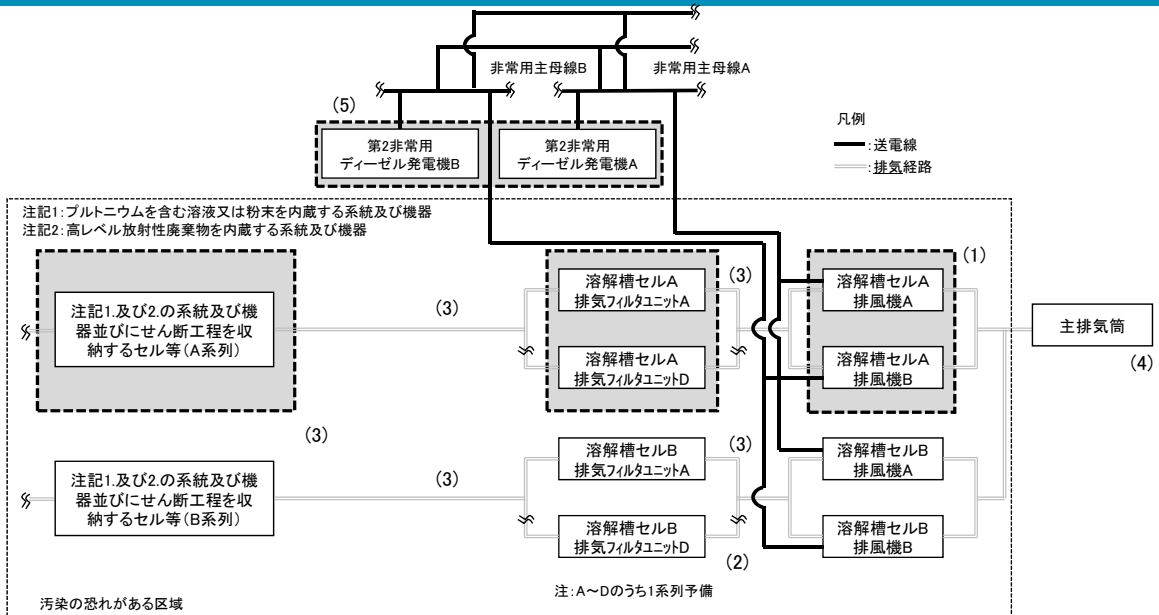 非常用主母線B
非常用主母線A
(5)
第2非常用
ディーゼル発電機B
第2非常用
ディーゼル発電機A
凡例
:送電線
:排気経路
注記1:プルトニウムを含む溶液又は粉末を内蔵する系統及び機器
注記2:高レベル放射性廃棄物を内蔵する系統及び機器
注記1.及び2.の系統及び機
器並びにせん断工程を収
納するセル等(A系列)
(3)
溶解槽セルA
排気フィルタユニットA
(3)
溶解槽セルA
排風機A
(1)
溶解槽セルA
排気フィルタユニットD
溶解槽セルA
排風機B
主排気筒
(4)
(3)
注記1.及び2.の系統及び機
器並びにせん断工程を収
納するセル等(B系列)
(3)
溶解槽セルB
排気フィルタユニットA
(3)
溶解槽セルB
排風機A
溶解槽セルB
排気フィルタユニットD
(2)
溶解槽セルB
排風機B
汚染の恐れがある区域
注:A~Dのうち1系列予備